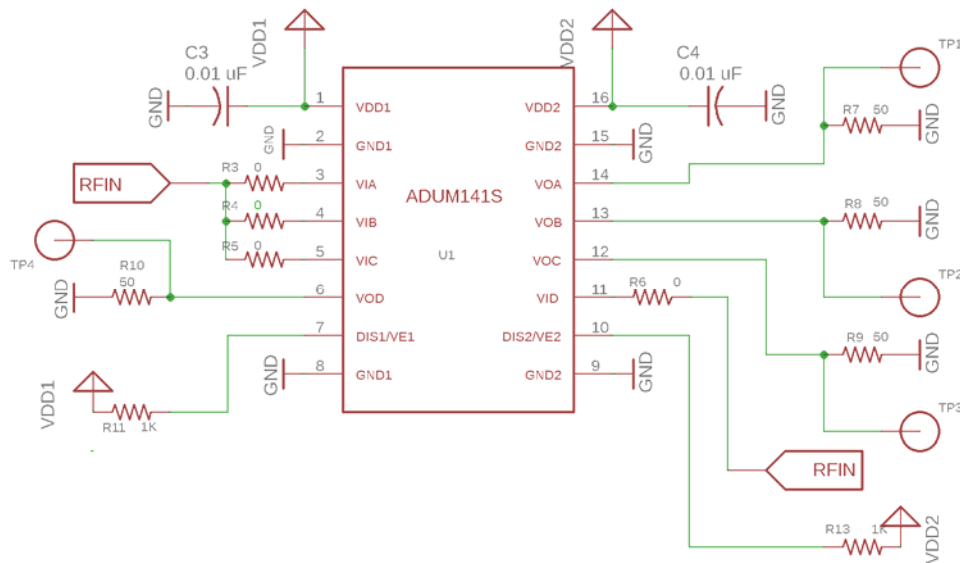 C3
0.01 uF
GND
VDD1
VDD2
C4
0.01 uF
GND
TP1
R7 50
GND
1 VDD1
VDD2 16
GND 2 GND1
GND2 15 GND
RFIN
R3 0
3 VIA
VOA 14
ADUM141S
R4 0
4 VIB
VOB 13
R8 50
GND
R5 0
5 VIC
U1
VOC 12
TP4
R10
50
GND
6 VOD
VID 11
R6 0
TP2
7 DIS1/VE1
DIS2/VE2 10
R9 50
GND
GND 8 GND1
GND2 9 GND
VDD1
R11 1K
TP3
RFIN
R13 1K
VDD2